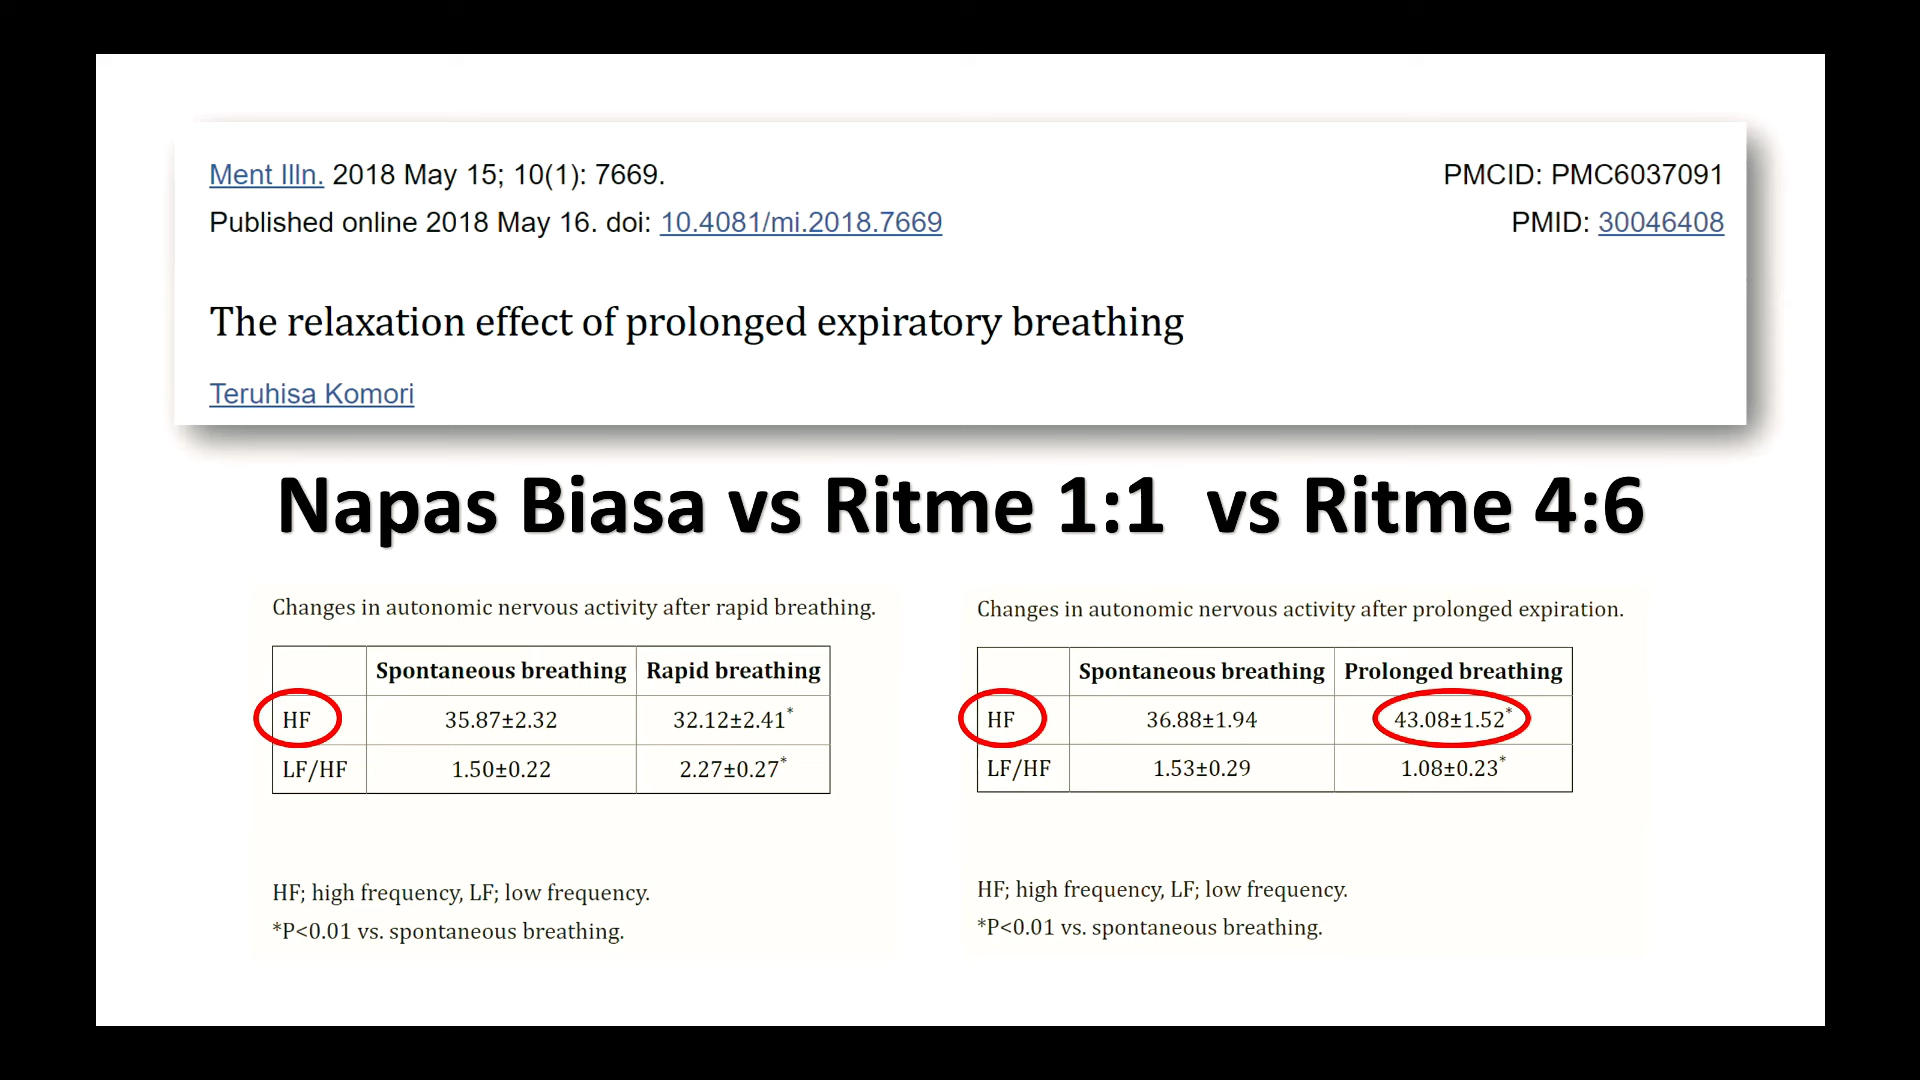 Ment Illn. 2018 May 15; 10(1): 7669.
PMCID: PMC6037091
Published online 2018 May 16. doi: 10.4081/mi.2018.7669
PMID: 30046408
The relaxation effect of prolonged expiratory breathing
Teruhisa Komori
Napas Biasa vs Ritme 1:1 vs Ritme 4:6
Changes in autonomic nervous activity after rapid breathing.
Spontaneous breathing Rapid breathing
HF 35.87±2.32 32.12±2.41*
LF/HF 1.50±0.22 2.27±0.27*
HF; high frequency, LF; low frequency.
*P<0.01 vs. spontaneous breathing.
Changes in autonomic nervous activity after prolonged expiration.
Spontaneous breathing Prolonged breathing
HF 36.88±1.94 43.08±1.52*
LF/HF 1.53±0.29 1.08±0.23*
HF; high frequency, LF; low frequency.
*P<0.01 vs. spontaneous breathing.